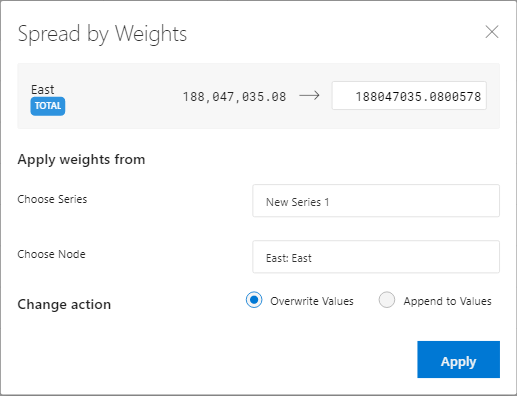 Spread by Weights
East
TOTAL
188,047,035.08 → 188047035.0800578
Apply weights from
Choose Series New Series 1
Choose Node East: East
Change action Overwrite Values Append to Values
Apply